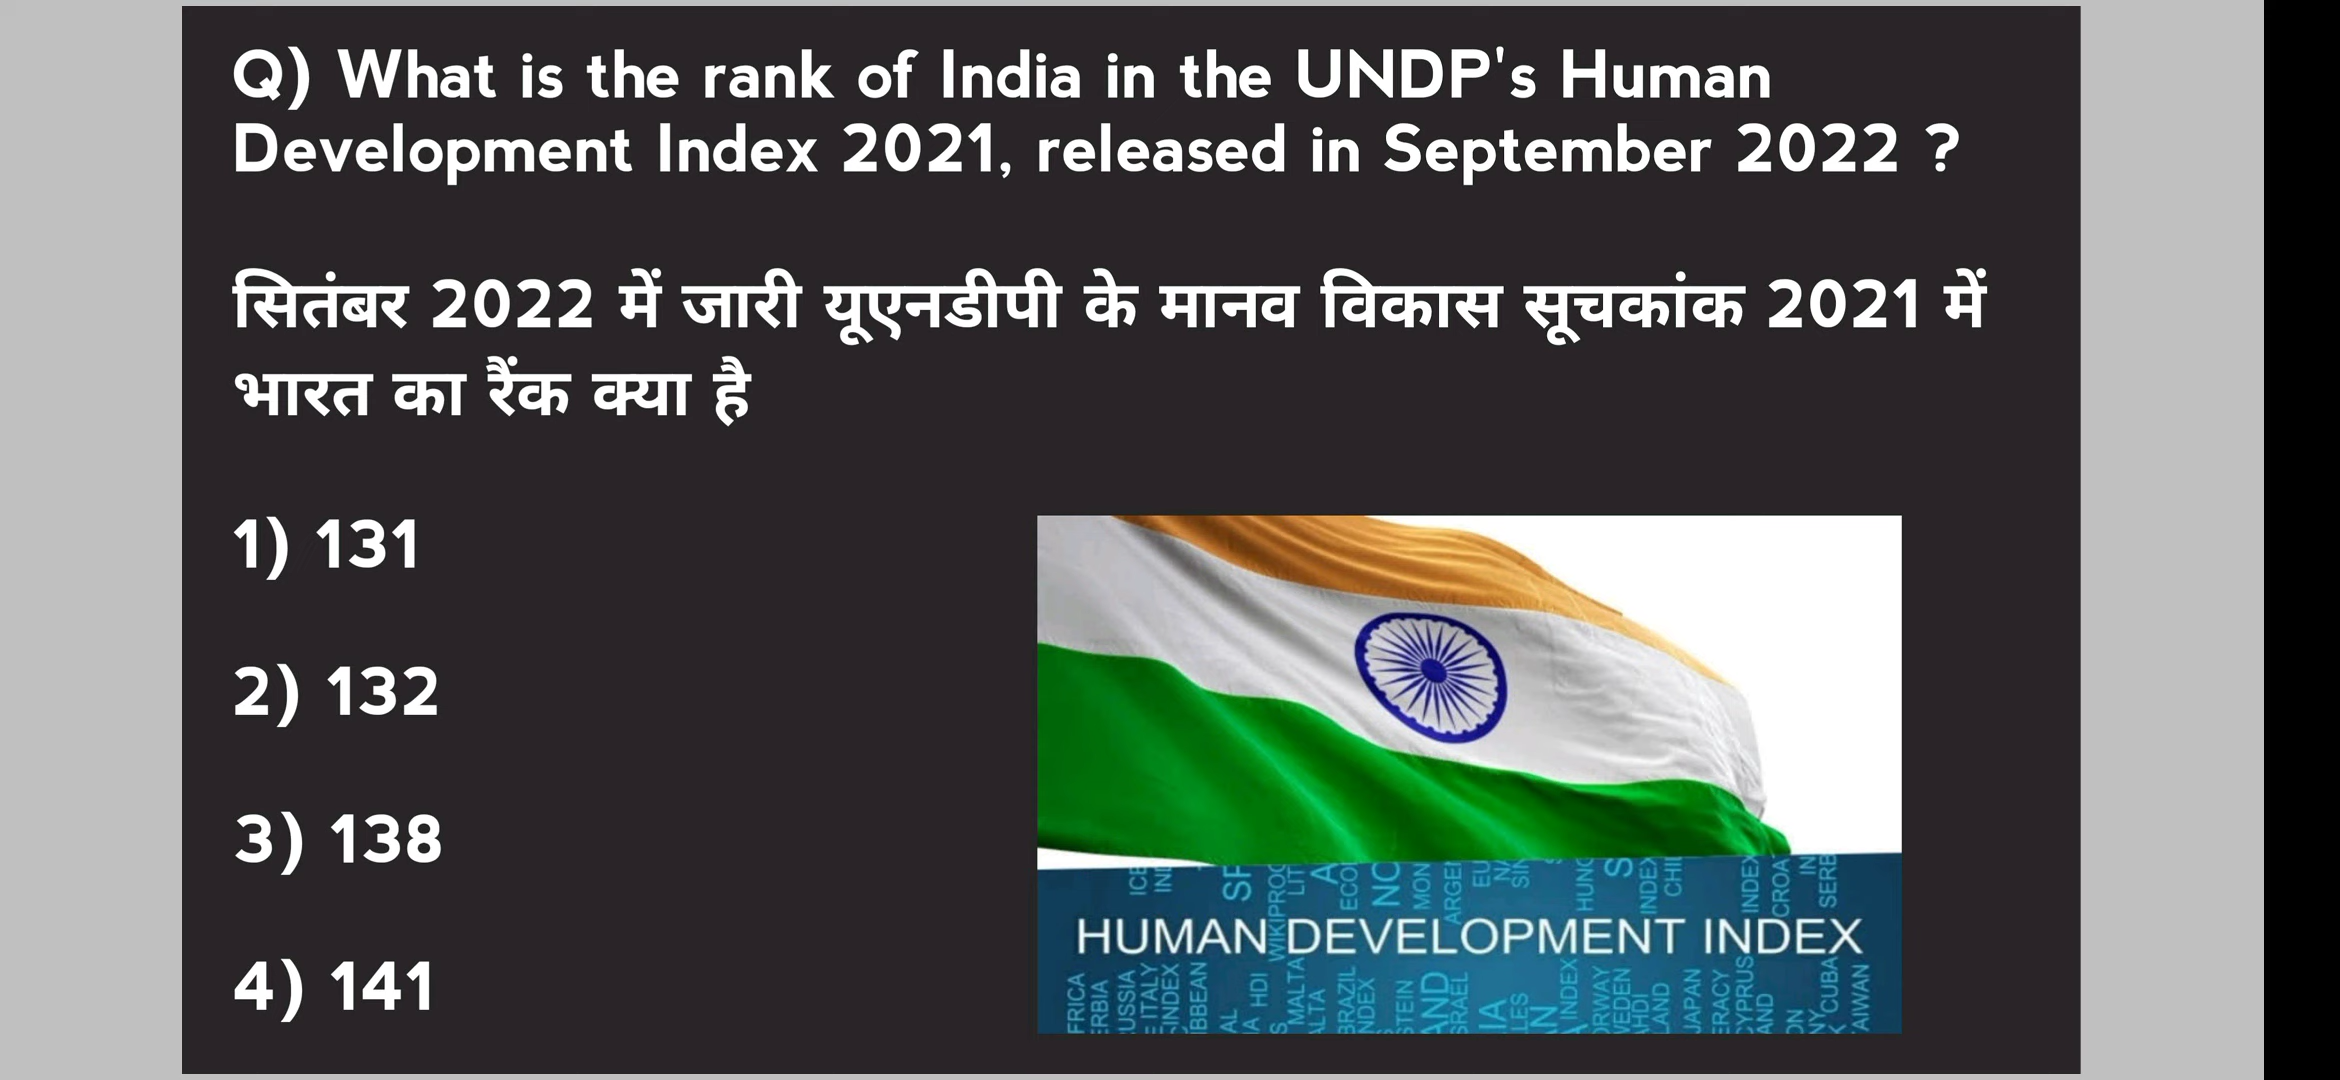 Q) What is the rank of India in the UNDP's Human
Development Index 2021, released in September 2022 ?
सितंबर 2022 में जारी यूएनडीपी के मानव विकास सूचकांक 2021 में
भारत का रैंक क्या है
1) 131
2) 132
3) 138
4) 141
HUMAN DEVELOPMENT INDEX